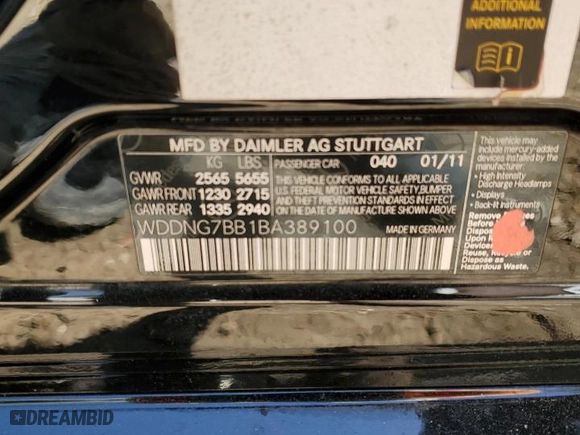 ADDITIONAL
INFORMATION
MFD BY DAIMLER AG STUTTGART
KG LBS PASSENGER CAR 040 01/11
GVWR 2565 5655
GAWR FRONT 1230 2715
GAWR REAR 1335 2940
THIS VEHICLE CONFORMS TO ALL APPLICABLE
U.S. FEDERAL MOTOR VEHICLE SAFETY BUMPER
AND THEFT PREVENTION STANDARDS IN EFFECT
ON THE DATE OF MANUFACTURE SHOWN ABOVE.
WDDNG7BB1BA389100 MADE IN GERMANY
This vehicle may
include mercury-added
devices installed by the
manufacturer:
• High Intensity
Discharge Headlamps
• Displays
• Back-lit Instruments
Remove
Before
Disposal
Upon
Devices
Reuse, Recycle or
Dispose as
Hazardous Waste.
DREAMBID